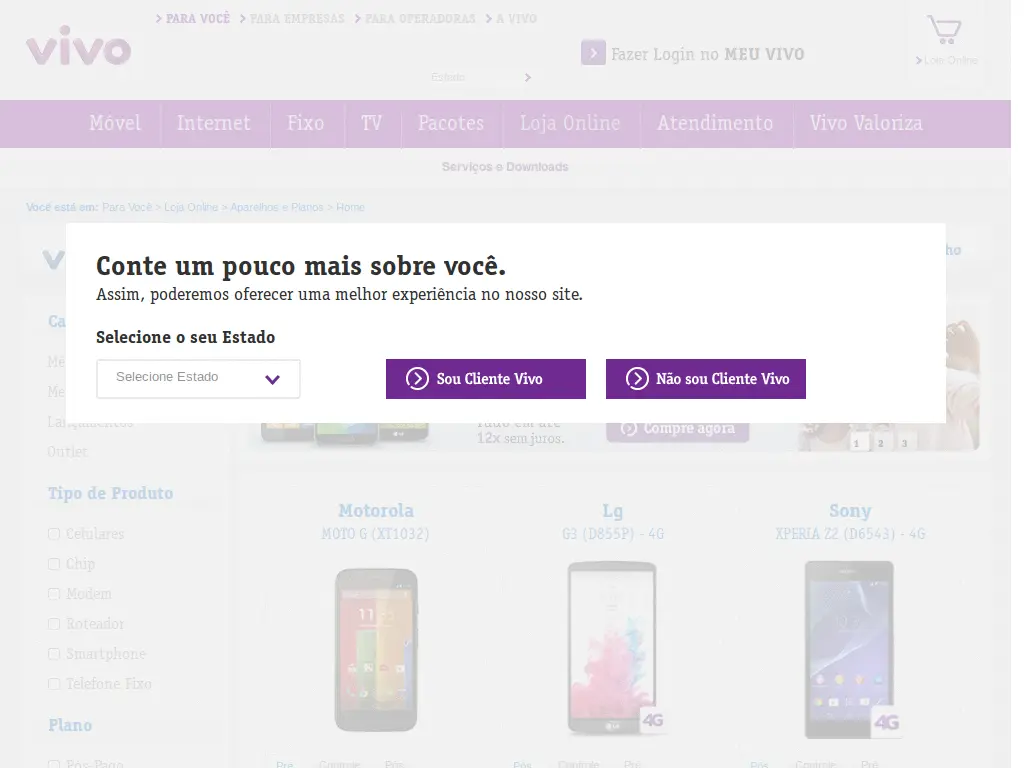 PARA VOCÊ PARA EMPRESAS PARA OPERADORAS A VIVO
vivo
Fazer Login no MEU VIVO
Estado
Loja Online
Móvel Internet Fixo TV Pacotes Loja Online Atendimento Vivo Valoriza
Serviços e Downloads
Você está em: Para Você > Loja Online > Aparelhos e Planos > Home
Conte um pouco mais sobre você.
Assim, poderemos oferecer uma melhor experiência no nosso site.
Selecione o seu Estado
Selecione Estado
Sou Cliente Vivo
Não sou Cliente Vivo
Lançamentos
Outlet
Tudo em até
12x sem juros.
Compre agora
1 2 3
Tipo de Produto
Celulares
Chip
Modem
Roteador
Smartphone
Telefone Fixo
Plano
Pós-Pago
Motorola
MOTO G (XT1032)
Lg
G3 (D855P) - 4G
4G
Sony
XPERIA Z2 (D6543) - 4G
4G
Pré Controle Pós
Pós Controle Pré
Pós Controle Pré